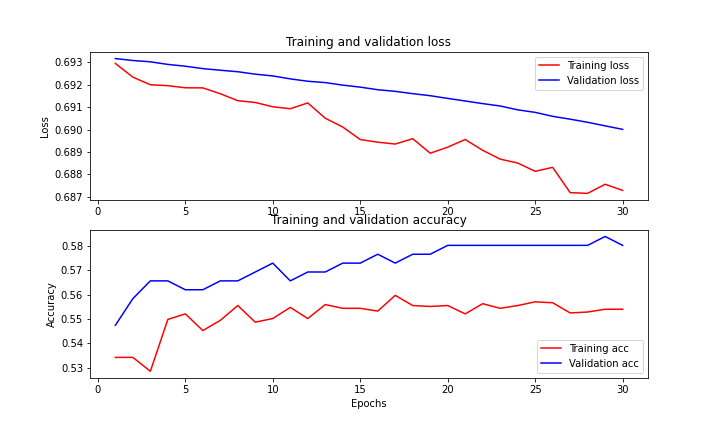 Training and validation loss
0.693
0.692
0.691
0.690
0.689
0.688
0.687
Loss
Training loss
Validation loss
0 5 10 15 20 25 30
Training and validation accuracy
0.58
0.57
0.56
0.55
0.54
0.53
Accuracy
Training acc
Validation acc
0 5 10 15 20 25 30
Epochs